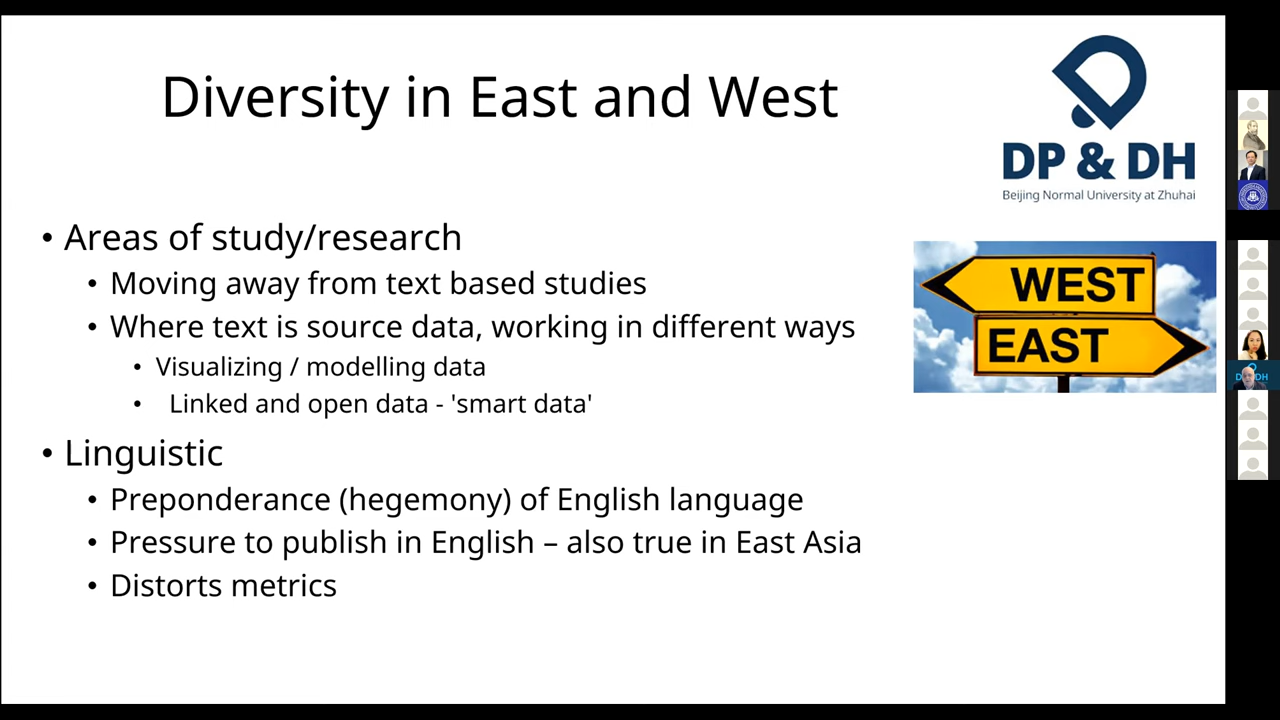 Diversity in East and West
DP & DH
Beijing Normal University at Zhuhai
• Areas of study/research
• Moving away from text based studies
• Where text is source data, working in different ways
• Visualizing / modelling data
• Linked and open data - 'smart data'
• Linguistic
• Preponderance (hegemony) of English language
• Pressure to publish in English – also true in East Asia
• Distorts metrics
WEST
EAST